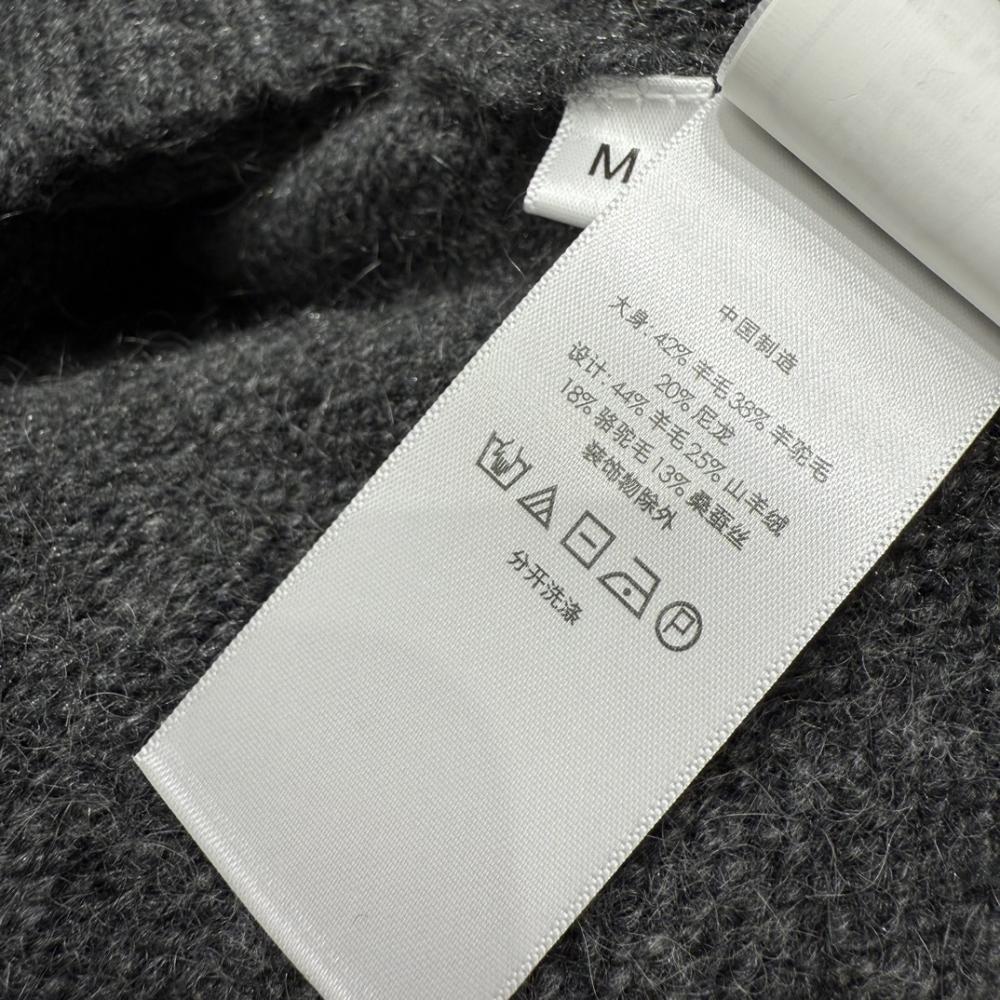 M
中国制造
大身: 42% 羊毛 38% 羊驼毛
20% 尼龙
设计: 44% 羊毛 25% 山羊绒
18% 骆驼毛 13% 桑蚕丝
装饰物除外
P
分开洗涤